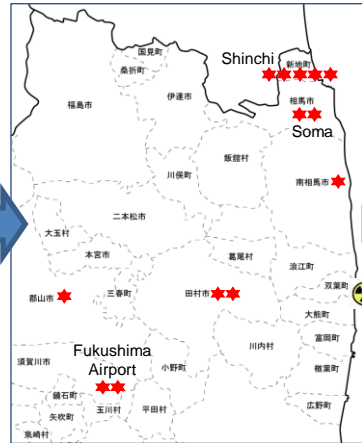 国見町
Shinchi
新地町
桑折町
福島市
伊達市
相馬市
Soma
飯舘村
川俣町
南相馬市
二本松市
大玉村
葛尾村
浪江町
本宮市
双葉町
郡山市
三春町
田村市
大熊町
富岡町
川内村
Fukushima
Airport
小野町
須賀川市
楢葉町
鏡石町
広野町
矢吹町
玉川村
平田村
泉崎村